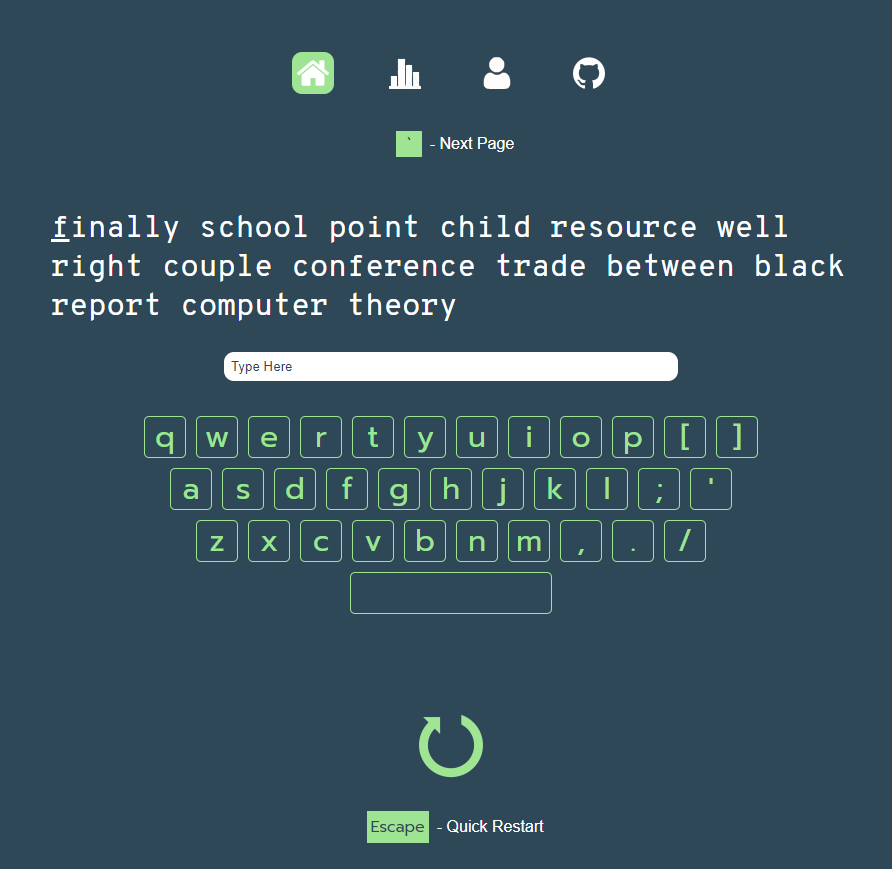 ` - Next Page
finally school point child resource well
right couple conference trade between black
report computer theory
Type Here
q w e r t y u i o p [ ]
a s d f g h j k l ; '
z x c v b n m , . /
Escape - Quick Restart